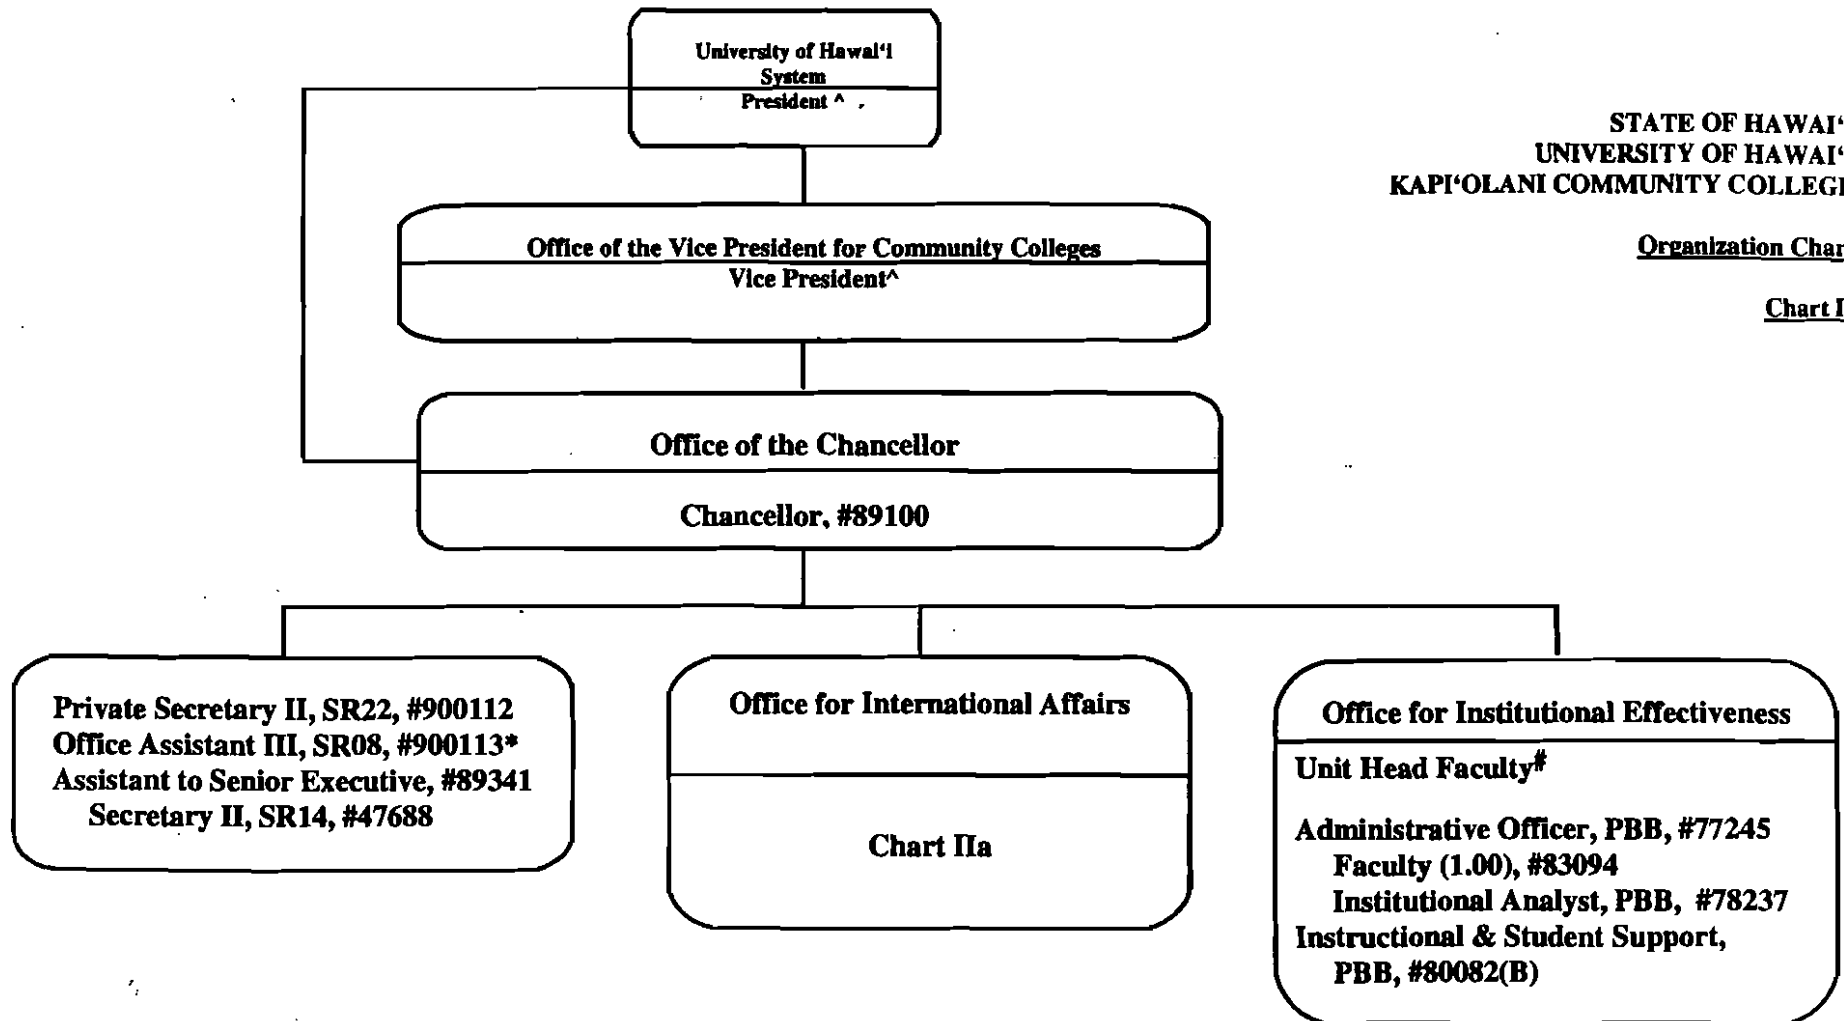 University of Hawai‘i
System
President ^
STATE OF HAWAI‘
UNIVERSITY OF HAWAI‘
KAPI‘OLANI COMMUNITY COLLEGE
Organization Char
Chart I
Office of the Vice President for Community Colleges
Vice President^
Office of the Chancellor
Chancellor, #89100
Private Secretary II, SR22, #900112
Office Assistant III, SR08, #900113*
Assistant to Senior Executive, #89341
Secretary II, SR14, #47688
Office for International Affairs
Chart IIa
Office for Institutional Effectiveness
Unit Head Faculty#
Administrative Officer, PBB, #77245
Faculty (1.00), #83094
Institutional Analyst, PBB, #78237
Instructional & Student Support,
PBB, #80082(B)